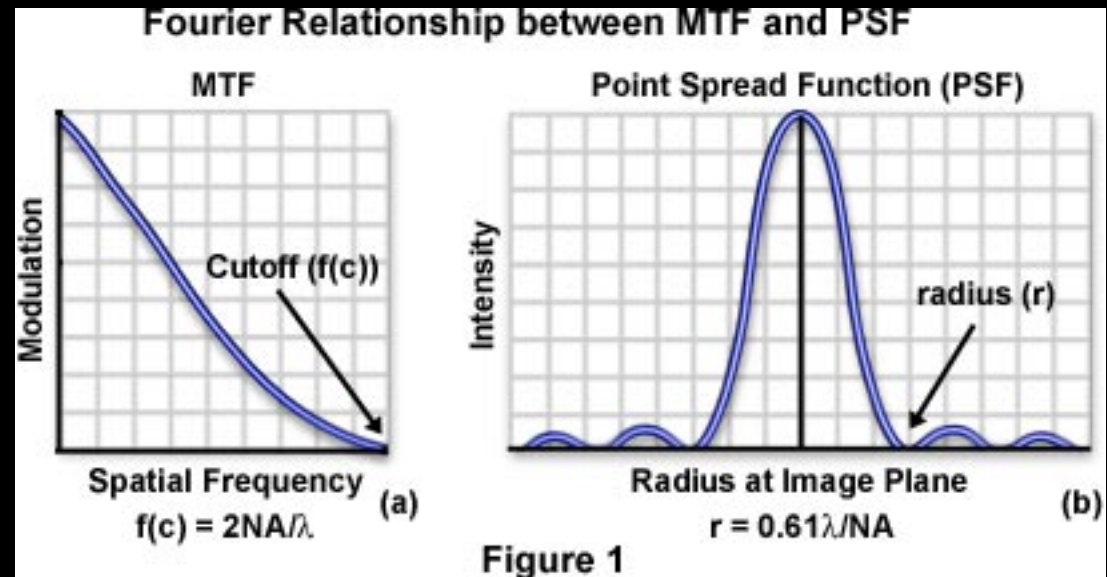 Fourier Relationship between MTF and PSF
MTF
Modulation
Cutoff (f(c))
Spatial Frequency
f(c) = 2NA/λ
(a)
Point Spread Function (PSF)
Intensity
radius (r)
Radius at Image Plane
r = 0.61λ/NA
(b)
Figure 1